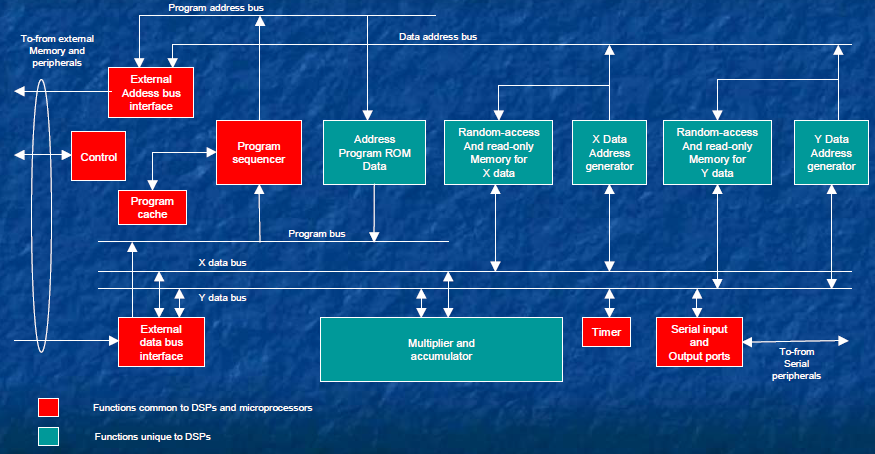 Program address bus
To-from external
Memory and
peripherals
Data address bus
External
Addess bus
interface
Control
Program
sequencer
Address
Program ROM
Data
Random-access
And read-only
Memory for
X data
X Data
Address
generator
Random-access
And read-only
Memory for
Y data
Y Data
Address
generator
Program
cache
Program bus
X data bus
Y data bus
External
data bus
interface
Multiplier and
accumulator
Timer
Serial input
and
Output ports
To-from
Serial
peripherals
Functions common to DSPs and microprocessors
Functions unique to DSPs